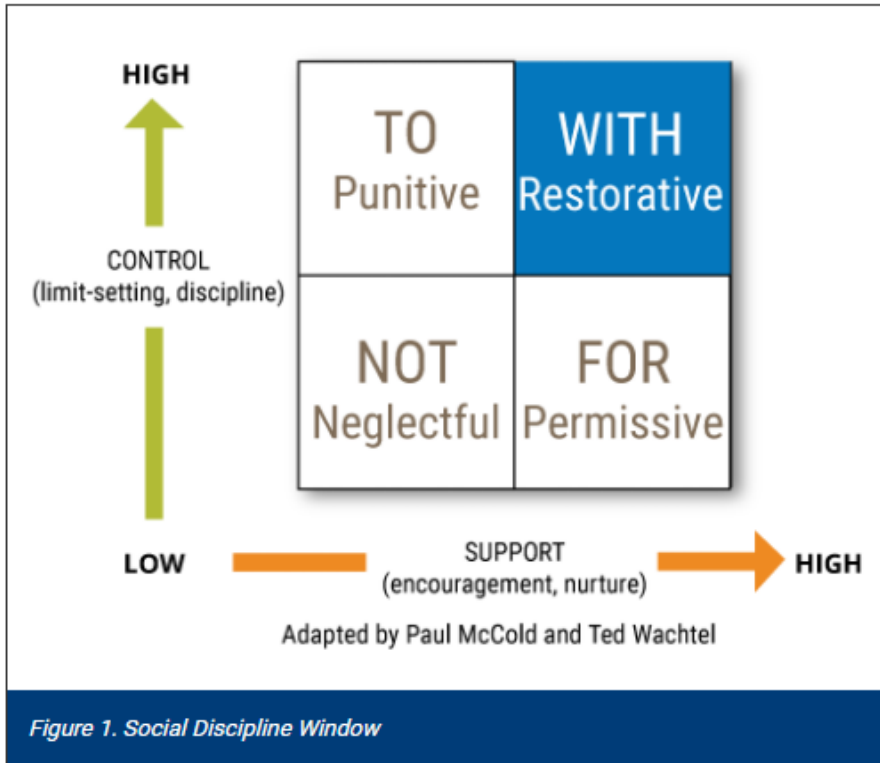 HIGH
TO
Punitive
WITH
Restorative
CONTROL
(limit-setting, discipline)
NOT
Neglectful
FOR
Permissive
LOW
SUPPORT
(encouragement, nurture)
HIGH
Adapted by Paul McCold and Ted Wachtel
Figure 1. Social Discipline Window